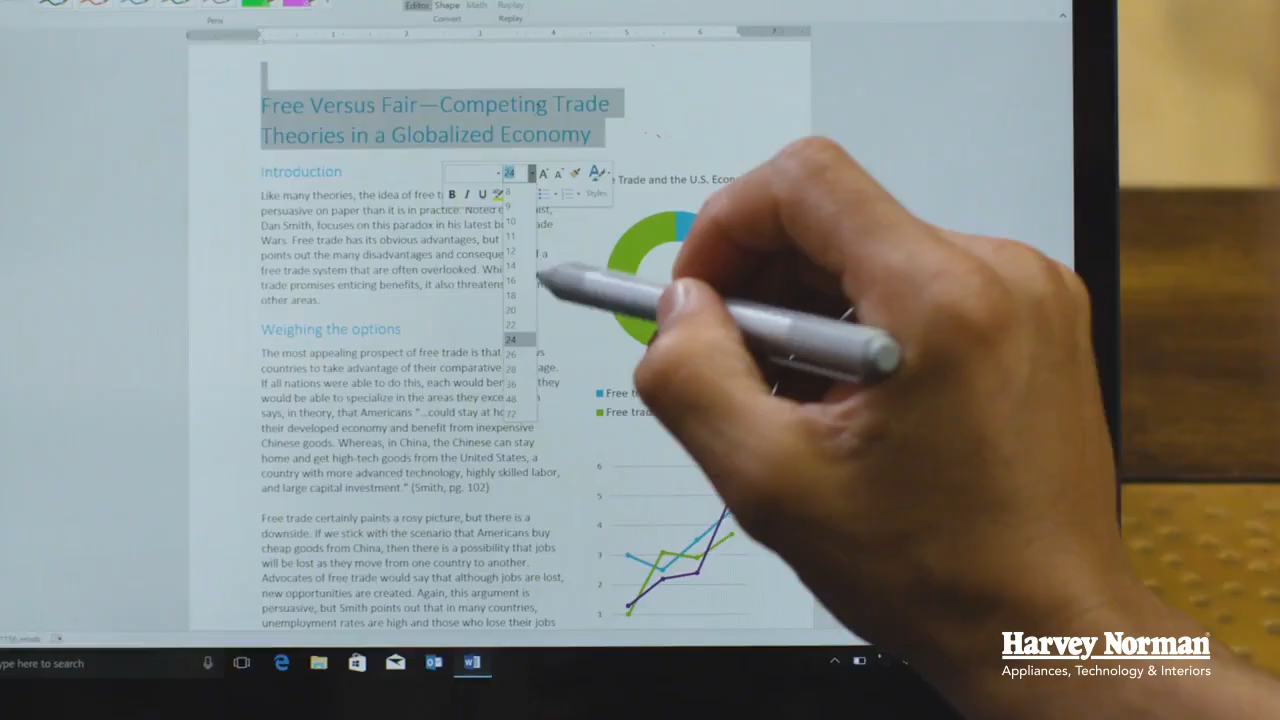 Pens
Editor Shape Math Replay
Convert Replay
1 2 3 4 5 6 7
Free Versus Fair—Competing Trade
Theories in a Globalized Economy
Introduction
24
B I U
Styles
8
9
10
11
12
14
16
18
20
22
24
26
28
36
48
72
Like many theories, the idea of free
persuasive on paper than it is in practice. Noted
Dan Smith, focuses on this paradox in his latest
Wars. Free trade has its obvious advantages, but
points out the many disadvantages and a
free trade system that are often overlooked.
trade promises enticing benefits, it also
other areas.
Weighing the options
The most appealing prospect of free trade is that
countries to take advantage of their comparative
If all nations were able to do this, each would they
would be able to specialize in the areas they
says, in theory, that Americans "...could stay at
their developed economy and benefit from inexpensive
Chinese goods. Whereas, in China, the Chinese can stay
home and get high-tech goods from the United States, a
country with more advanced technology, highly skilled labor,
and large capital investment." (Smith, pg. 102)
Free trade certainly paints a rosy picture, but there is a
downside. If we stick with the scenario that Americans buy
cheap goods from China, then there is a possibility that jobs
will be lost as they move from one country to another.
Advocates of free trade would say that although jobs are lost,
new opportunities are created. Again, this argument is
persuasive, but Smith points out that in many countries,
unemployment rates are high and those who lose their jobs
Trade and the U.S.
Free
Free
6
5
4
3
2
1
words
here to search
Harvey Norman
Appliances, Technology & Interiors